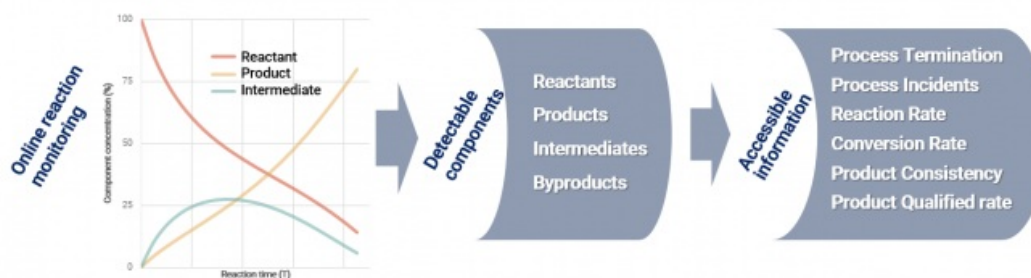 Online reaction
monitoring
Component concentration (%)
100
75
50
25
0
Reactant
Product
Intermediate
Reaction time (T)
Detectable
components
Reactants
Products
Intermediates
Byproducts
Accessible
information
Process Termination
Process Incidents
Reaction Rate
Conversion Rate
Product Consistency
Product Qualified rate